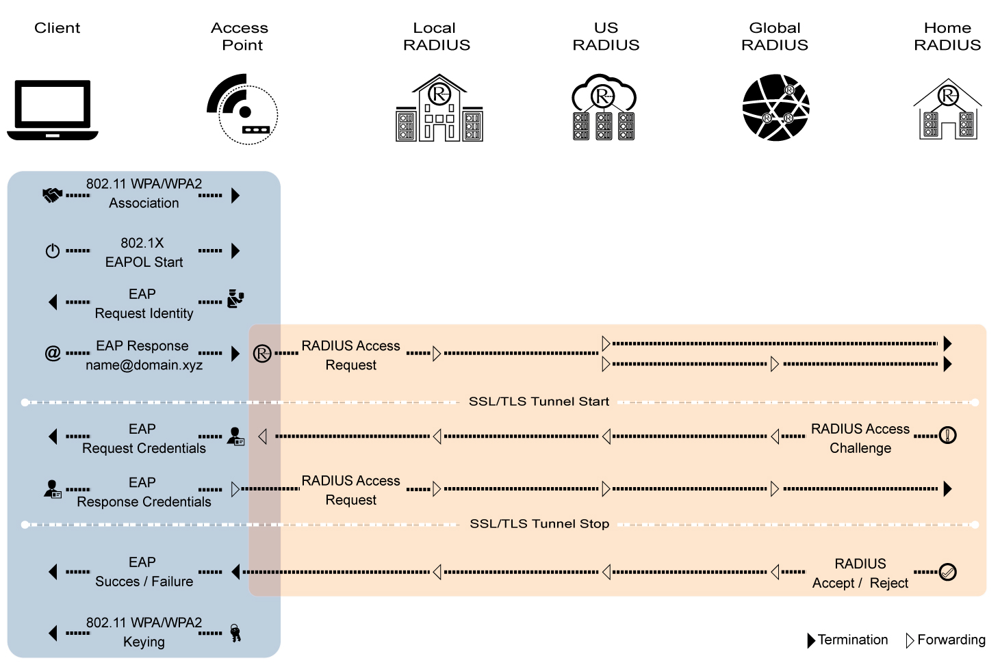 Client
Access
Point
Local
RADIUS
US
RADIUS
Global
RADIUS
Home
RADIUS
R
R
R
R
R
R
802.11 WPA/WPA2
Association
802.1X
EAPOL Start
EAP
Request Identity
@
EAP Response
name@domain.xyz
R
RADIUS Access
Request
SSL/TLS Tunnel Start
EAP
Request Credentials
RADIUS Access
Challenge
!
EAP
Response Credentials
RADIUS Access
Request
SSL/TLS Tunnel Stop
EAP
Succes / Failure
RADIUS
Accept / Reject
802.11 WPA/WPA2
Keying
Termination
Forwarding